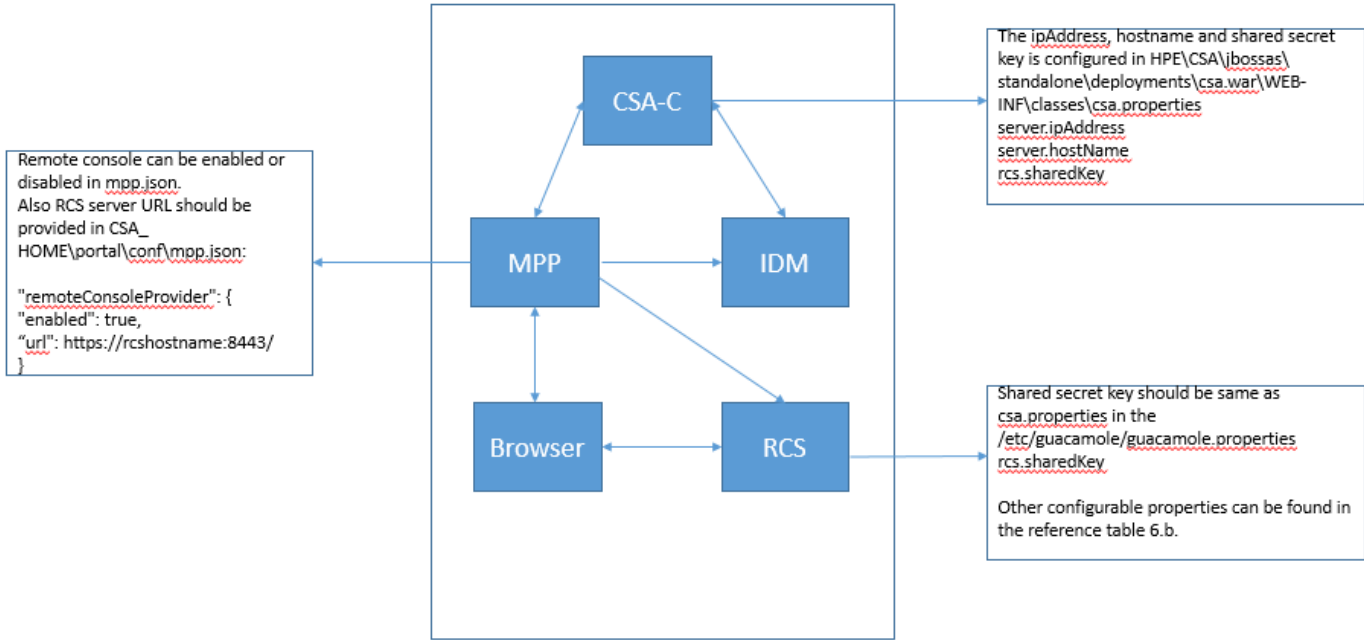 CSA-C
The ipAddress, hostname and shared secret
key is configured in HPE\CSA\jbossas\
standalone\deployments\csa.war\WEB-
INF\classes\csa.properties
server.ipAddress
server.hostName
rcs.sharedKey
Remote console can be enabled or
disabled in mpp.json.
Also RCS server URL should be
provided in CSA_
HOME\portal\conf\mpp.json:
"remoteConsoleProvider": {
"enabled": true,
“url": https://rcshostname:8443/
}
MPP
IDM
Browser
RCS
Shared secret key should be same as
csa.properties in the
/etc/guacamole/guacamole.properties
rcs.sharedKey
Other configurable properties can be found in
the reference table 6.b.